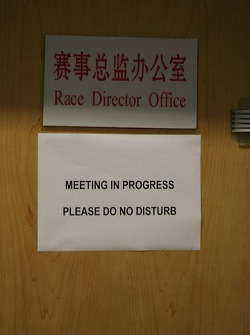 赛事总监办公室
Race Director Office
MEETING IN PROGRESS
PLEASE DO NO DISTURB